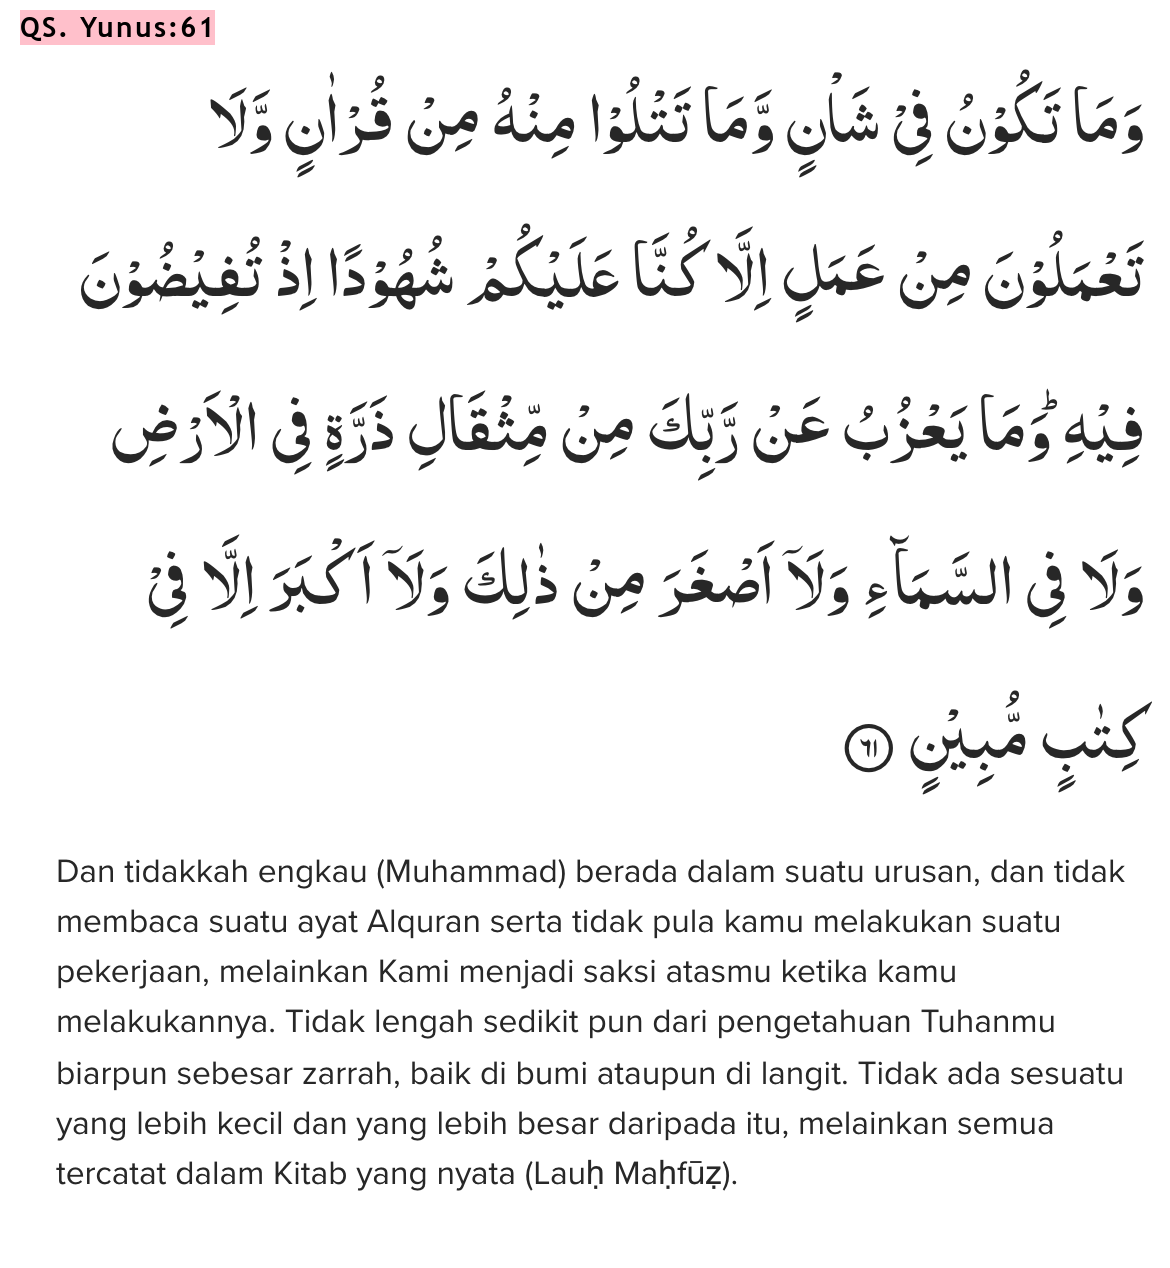 QS. Yunus:61
وَمَا تَكُوْنُ فِيْ شَأْنٍ وَّمَا تَتْلُوْا مِنْهُ مِنْ قُرْاٰنٍ وَّلَا
تَعْمَلُوْنَ مِنْ عَمَلٍ اِلَّا كُنَّا عَلَيْكُمْ شُهُوْدًا اِذْ تُفِيْضُوْنَ
فِيْهِۗ وَمَا يَعْزُبُ عَنْ رَّبِّكَ مِنْ مِّثْقَالِ ذَرَّةٍ فِى الْاَرْضِ
وَلَا فِى السَّمَاۤءِ وَلَآ اَصْغَرَ مِنْ ذٰلِكَ وَلَآ اَكْبَرَ اِلَّا فِيْ
كِتٰبٍ مُّبِيْنٍ ٦١
Dan tidakkah engkau (Muhammad) berada dalam suatu urusan, dan tidak
membaca suatu ayat Alquran serta tidak pula kamu melakukan suatu
pekerjaan, melainkan Kami menjadi saksi atasmu ketika kamu
melakukannya. Tidak lengah sedikit pun dari pengetahuan Tuhanmu
biarpun sebesar zarrah, baik di bumi ataupun di langit. Tidak ada sesuatu
yang lebih kecil dan yang lebih besar daripada itu, melainkan semua
tercatat dalam Kitab yang nyata (Lauḥ Maḥfūẓ).